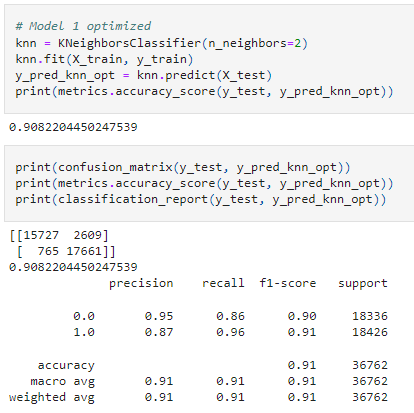 # Model 1 optimized
knn = KNeighborsClassifier(n_neighbors=2)
knn.fit(X_train, y_train)
y_pred_knn_opt = knn.predict(X_test)
print(metrics.accuracy_score(y_test, y_pred_knn_opt))
0.9082204450247539
print(confusion_matrix(y_test, y_pred_knn_opt))
print(metrics.accuracy_score(y_test, y_pred_knn_opt))
print(classification_report(y_test, y_pred_knn_opt))
[[15727  2609]
 [  765 17661]]
0.9082204450247539
              precision    recall  f1-score   support
         0.0       0.95      0.86      0.90     18336
         1.0       0.87      0.96      0.91     18426
    accuracy                           0.91     36762
   macro avg       0.91      0.91      0.91     36762
weighted avg       0.91      0.91      0.91     36762